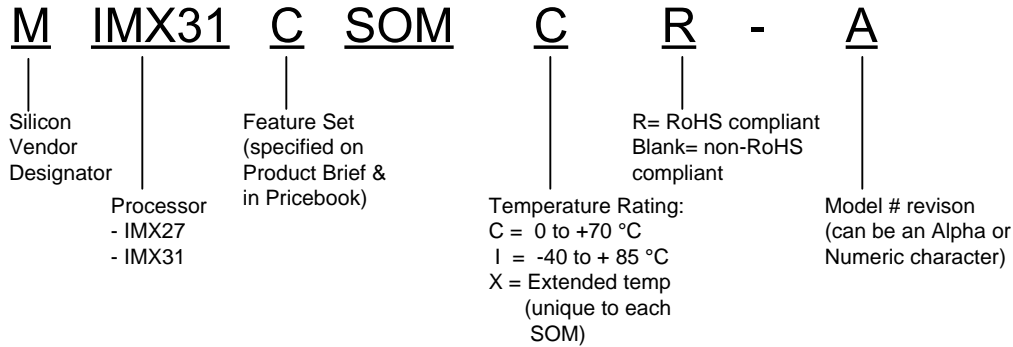 M IMX31 C SOM C R - A
Silicon
Vendor
Designator
Processor
- IMX27
- IMX31
Feature Set
(specified on
Product Brief &
in Pricebook)
Temperature Rating:
C = 0 to +70 °C
I = -40 to + 85 °C
X = Extended temp
(unique to each
SOM)
R= RoHS compliant
Blank= non-RoHS
compliant
Model # revison
(can be an Alpha or
Numeric character)